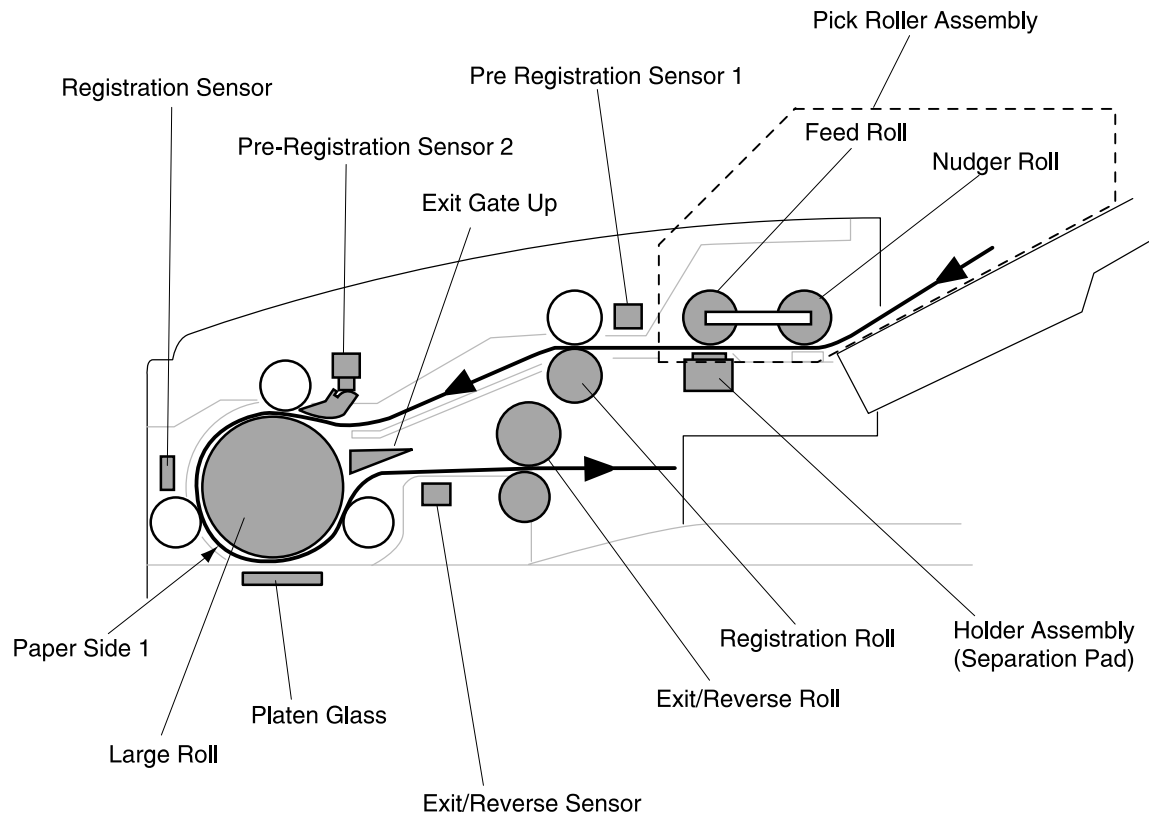 Pick Roller Assembly
Pre Registration Sensor 1
Registration Sensor
Feed Roll
Pre-Registration Sensor 2
Nudger Roll
Exit Gate Up
Paper Side 1
Registration Roll
Holder Assembly
(Separation Pad)
Exit/Reverse Roll
Platen Glass
Large Roll
Exit/Reverse Sensor